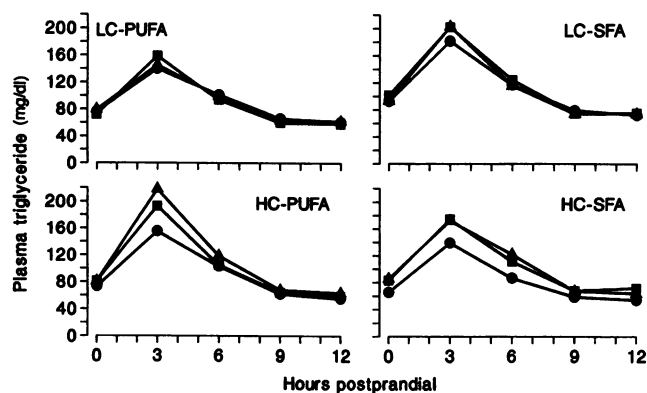 Plasma triglyceride (mg/dl)
LC-PUFA
200
160
120
80
40
0
LC-SFA
HC-PUFA
200
160
120
80
40
0
HC-SFA
0 3 6 9 12
0 3 6 9 12
Hours postprandial